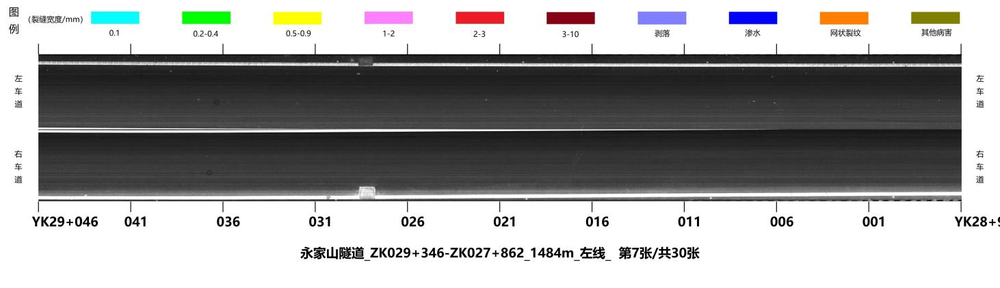 图例
(裂缝宽度/mm)
0.1
0.2-0.4
0.5-0.9
1-2
2-3
3-10
剥落
渗水
网状裂纹
其他病害
左车道
左车道
右车道
右车道
YK29+046 041 036 031 026 021 016 011 006 001 YK28+9
永家山隧道_ZK029+346-ZK027+862_1484m_左线_ 第7张/共30张